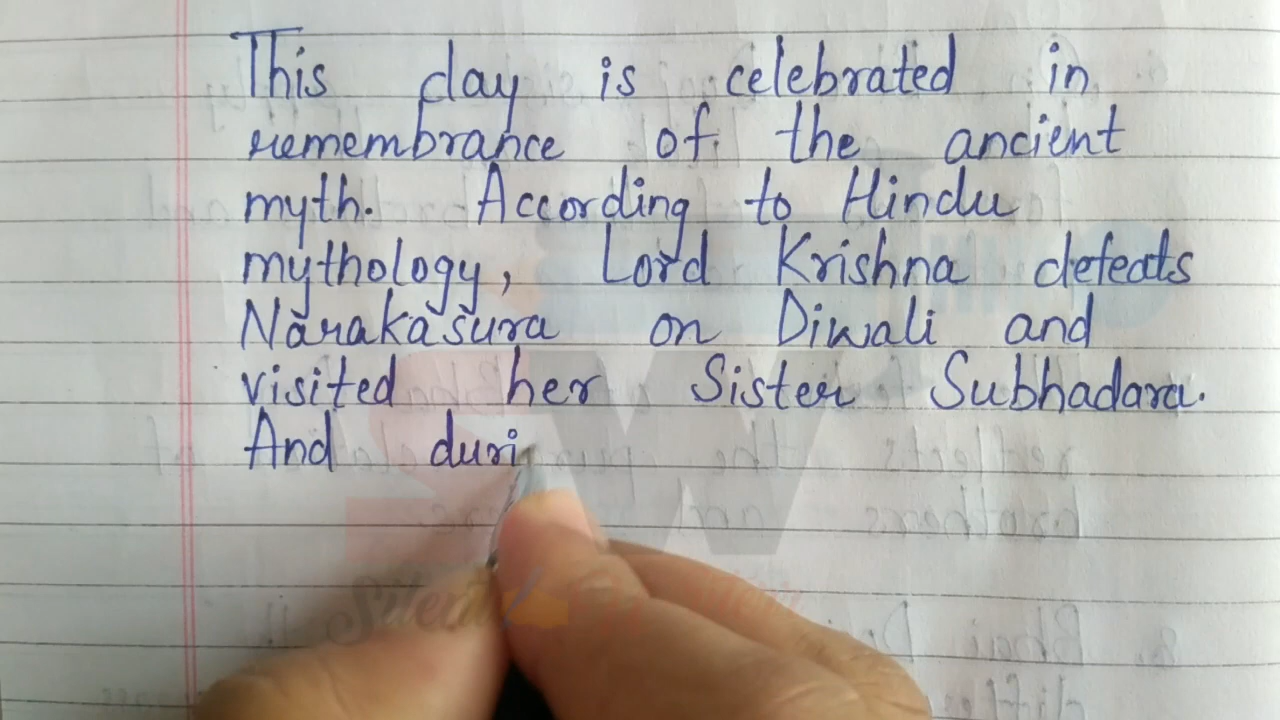 This day is celebrated in
remembrance of the ancient
myth. According to Hindu
mythology, Lord Krishna defeats
Narakasura on Diwali and
visited her Sister Subhadara.
And duri